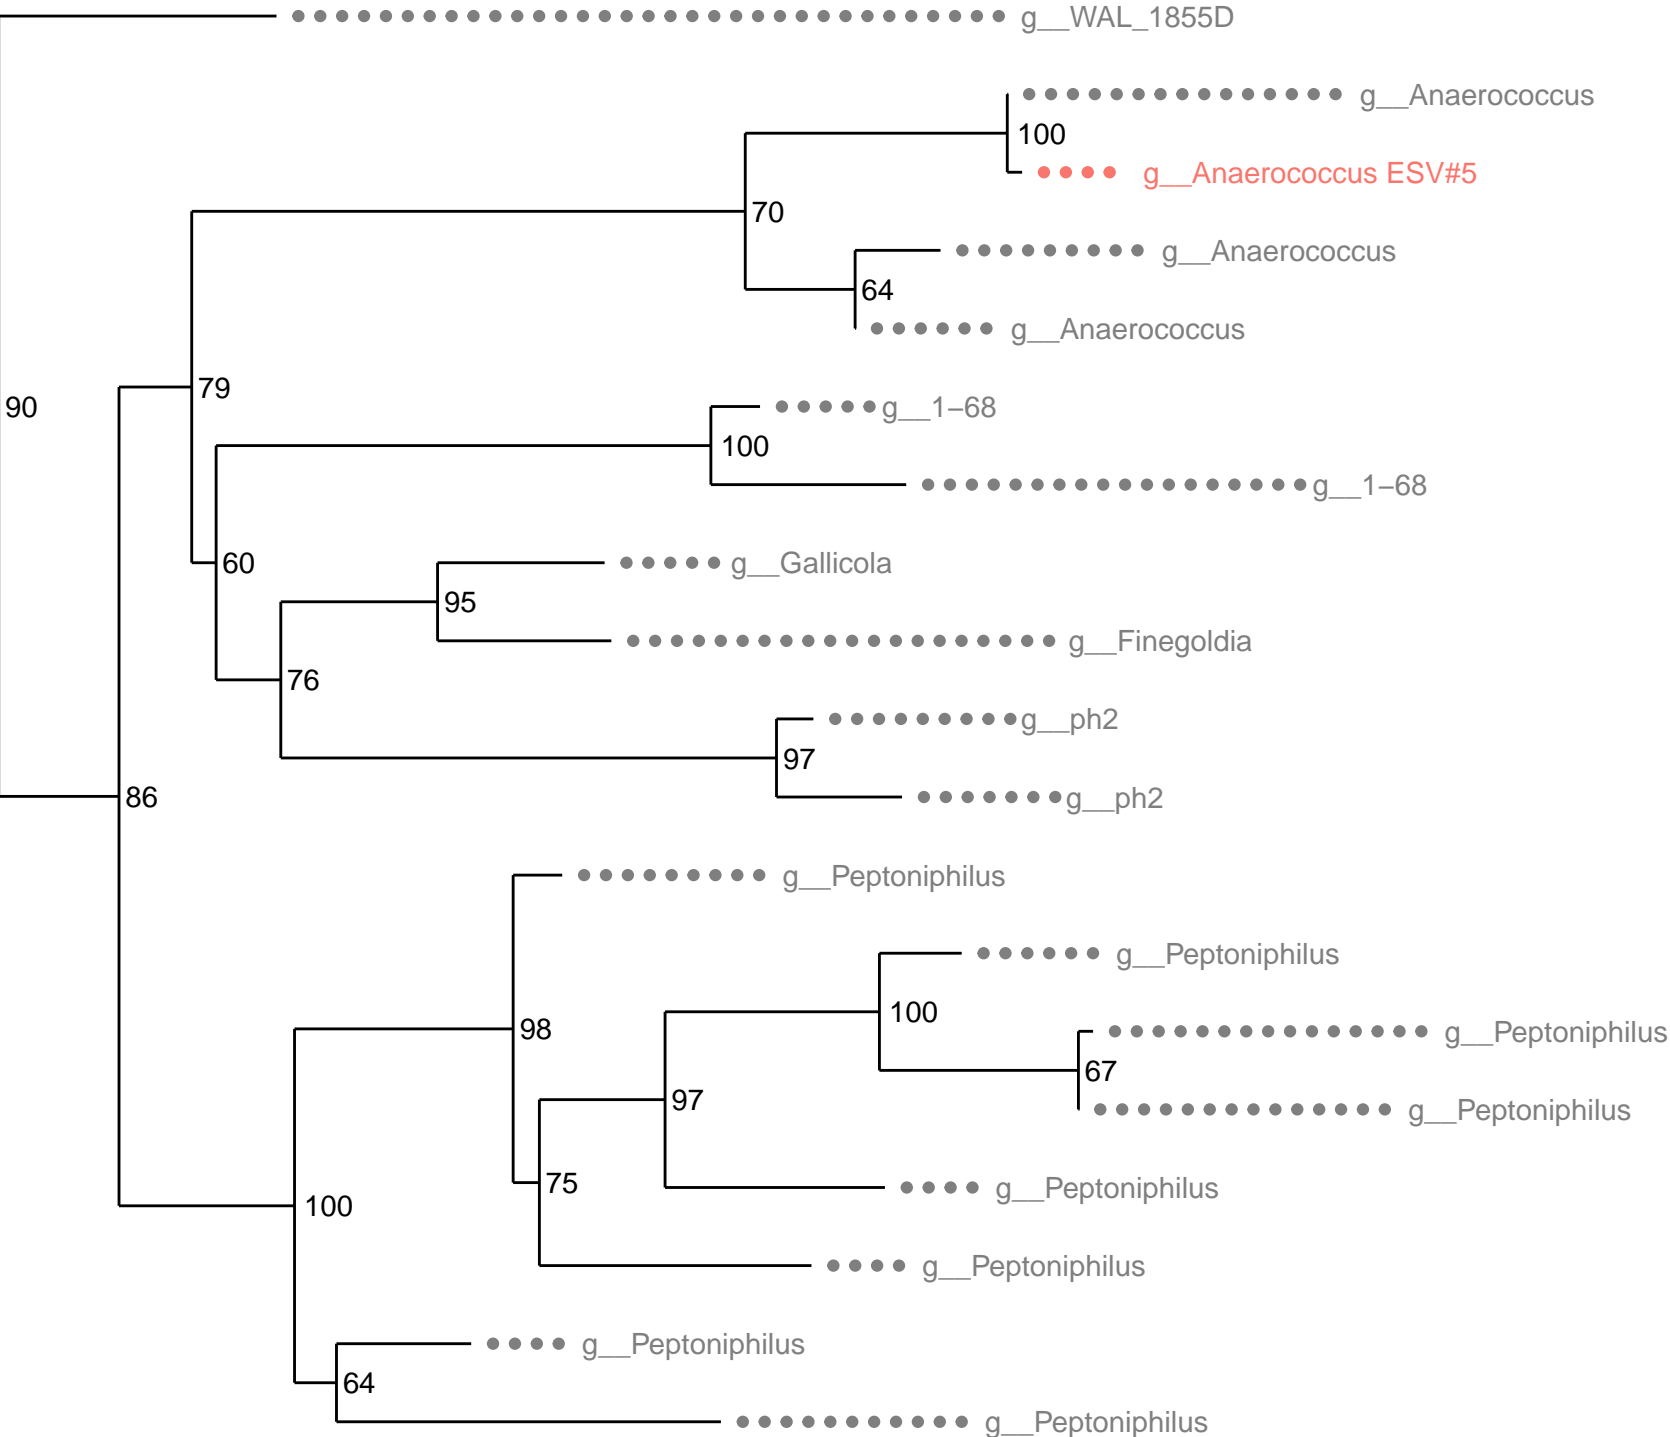 g__WAL_1855D
g__Anaerococcus
100
g__Anaerococcus ESV#5
70
g__Anaerococcus
64
g__Anaerococcus
79
90
g__1–68
100
g__1–68
60
g__Gallicola
95
g__Finegoldia
76
g__ph2
97
g__ph2
86
g__Peptoniphilus
g__Peptoniphilus
100
98
g__Peptoniphilus
67
97
g__Peptoniphilus
75
g__Peptoniphilus
100
g__Peptoniphilus
g__Peptoniphilus
64
g__Peptoniphilus